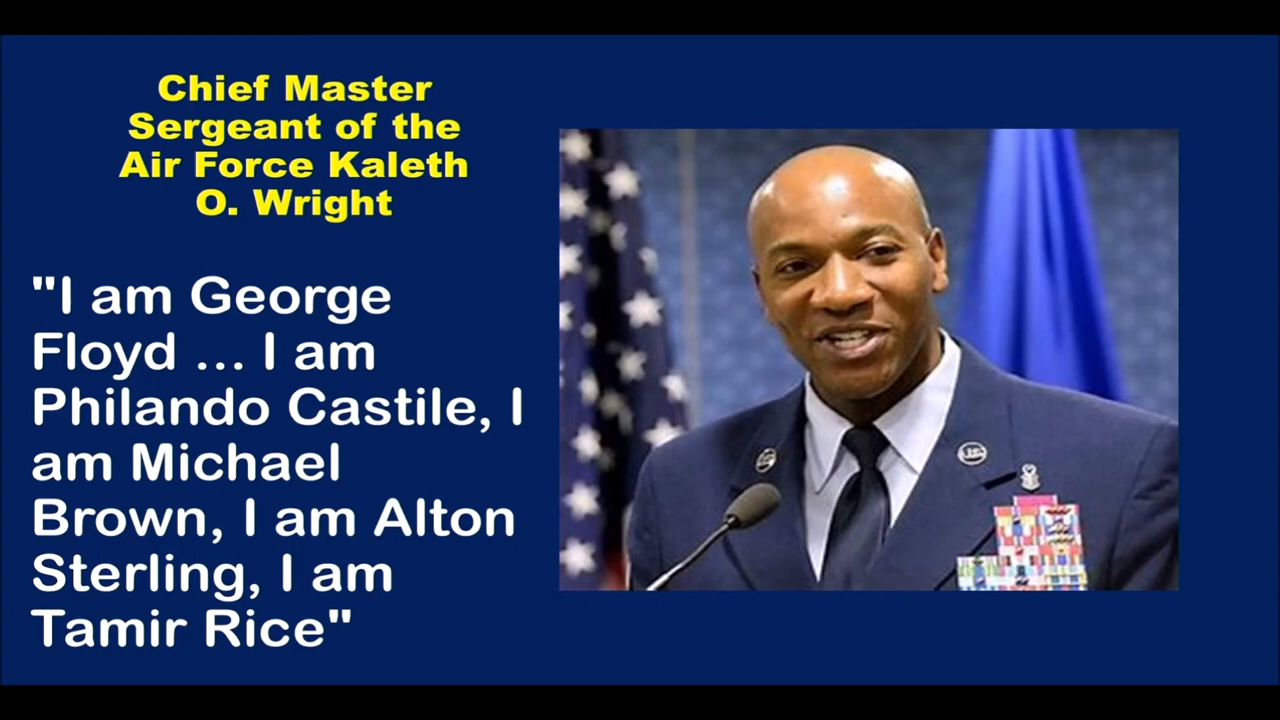 Chief Master
Sergeant of the
Air Force Kaleth
O. Wright
"I am George
Floyd ... I am
Philando Castile, I
am Michael
Brown, I am Alton
Sterling, I am
Tamir Rice"
U.S.